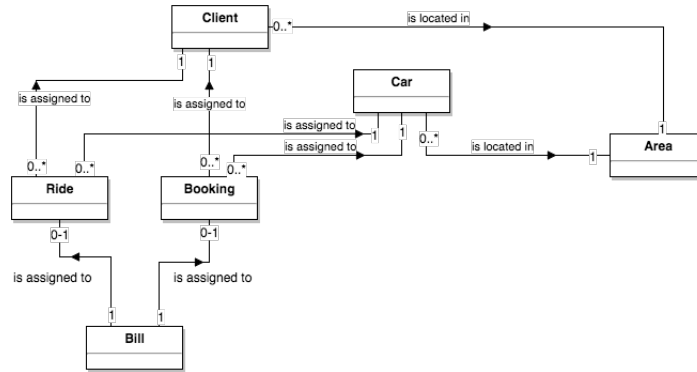 Client
0..*
is located in
1
1
Car
is assigned to
is assigned to
is assigned to
1
1
0..*
is assigned to
is located in
1
1
Area
0..*
0..*
0..*
0..*
Ride
Booking
0-1
0-1
is assigned to
is assigned to
1
1
Bill